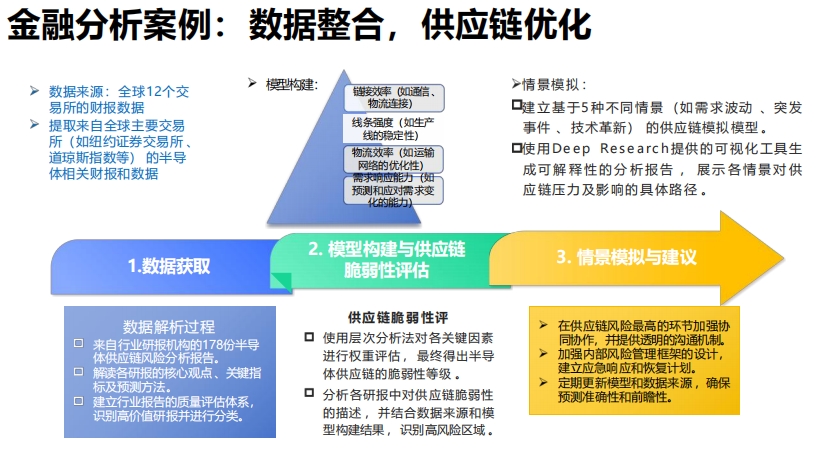 金融分析案例：数据整合，供应链优化
数据来源：全球12个交
易所的财报数据
提取来自全球主要交易
所（如纽约证券交易所、
道琼斯指数等） 的半导
体相关财报和数据
模型构建：
链接效率（如通信、
物流连接）
线条强度（如生产
线的稳定性）
物流效率（如运输
网络的优化性）
需求响应能力（如
预测和应对需求变
化的能力）
情景模拟：
建立基于5种不同情景（如需求波动 、突发
事件 、技术革新） 的供应链模拟模型。
使用Deep Research提供的可视化工具生
成可解释性的分析报告 ，展示各情景对供
应链压力及影响的具体路径 。
1.数据获取
2. 模型构建与供应链
脆弱性评估
3. 情景模拟与建议
数据解析过程
来自行业研报机构的178份半导
体供应链风险分析报告。
解读各研报的核心观点 、关键指
标及预测方法。
建立行业报告的质量评估体系，
识别高价值研报并进行分类。
供应链脆弱性评
使用层次分析法对各关键因素
进行权重评估 ，最终得出半导
体供应链的脆弱性等级 。
分析各研报中对供应链脆弱性
的描述 ，并结合数据来源和模
型构建结果 ，识别高风险区域 。
在供应链风险最高的环节加强协
同协作，并提供透明的沟通机制。
加强内部风险管理框架的设计，
建立应急响应和恢复计划。
定期更新模型和数据来源 ，确保
预测准确性和前瞻性。